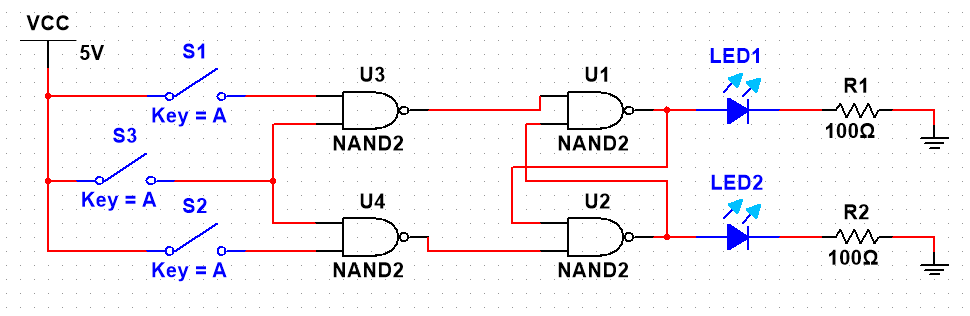 VCC
5V
S1
Key = A
S3
Key = A
S2
Key = A
U3
NAND2
U4
NAND2
U1
NAND2
U2
NAND2
LED1
R1
100Ω
LED2
R2
100Ω